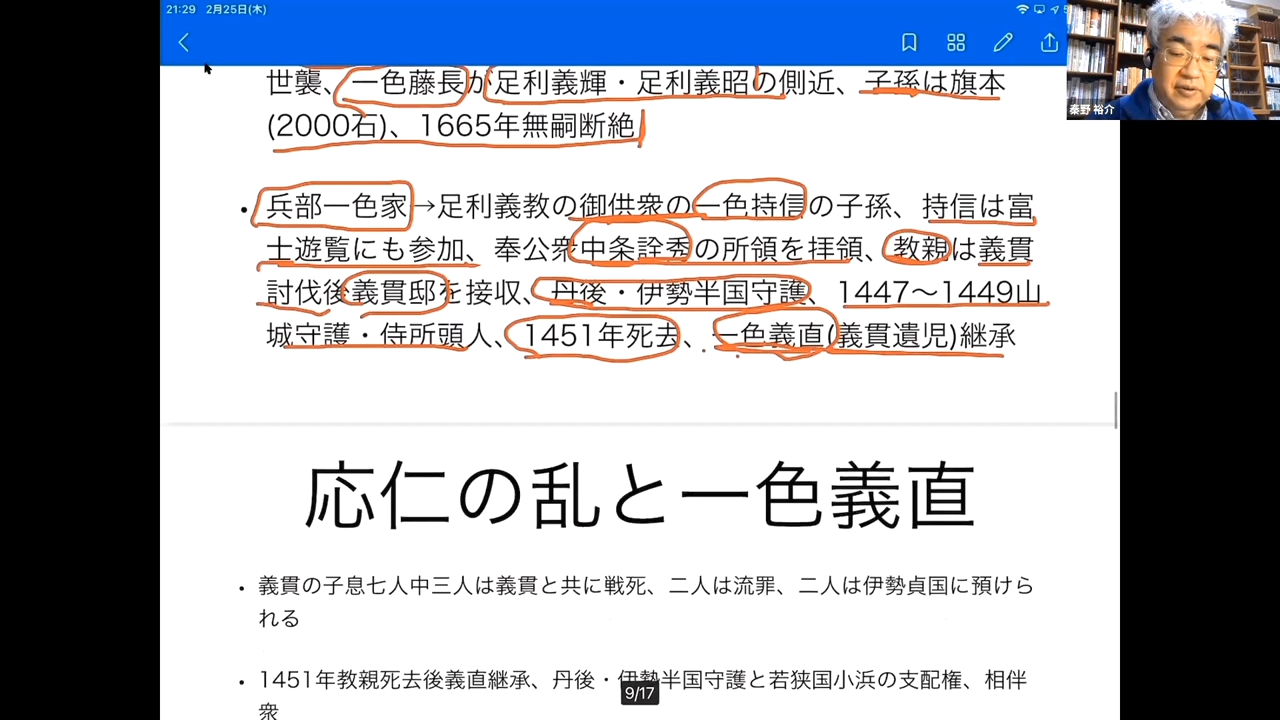 21:29 2月25日(木)
秦野 裕介
世襲、一色藤長が足利義輝・足利義昭の側近、子孫は旗本
(2000石)、1665年無嗣断絶
• 兵部一色家→足利義教の御供衆の一色持信の子孫、持信は富
士遊覧にも参加、奉公衆中条詮秀の所領を拝領、教親は義貫
討伐後義貫邸を接収、丹後・伊勢半国守護、1447〜1449山
城守護・侍所頭人、1451年死去、一色義直(義貫遺児)継承
応仁の乱と一色義直
• 義貫の子息七人中三人は義貫と共に戦死、二人は流罪、二人は伊勢貞国に預けら
れる
• 1451年教親死去後義直継承、丹後・伊勢半国守護と若狭国小浜の支配権、相伴
衆
9/17